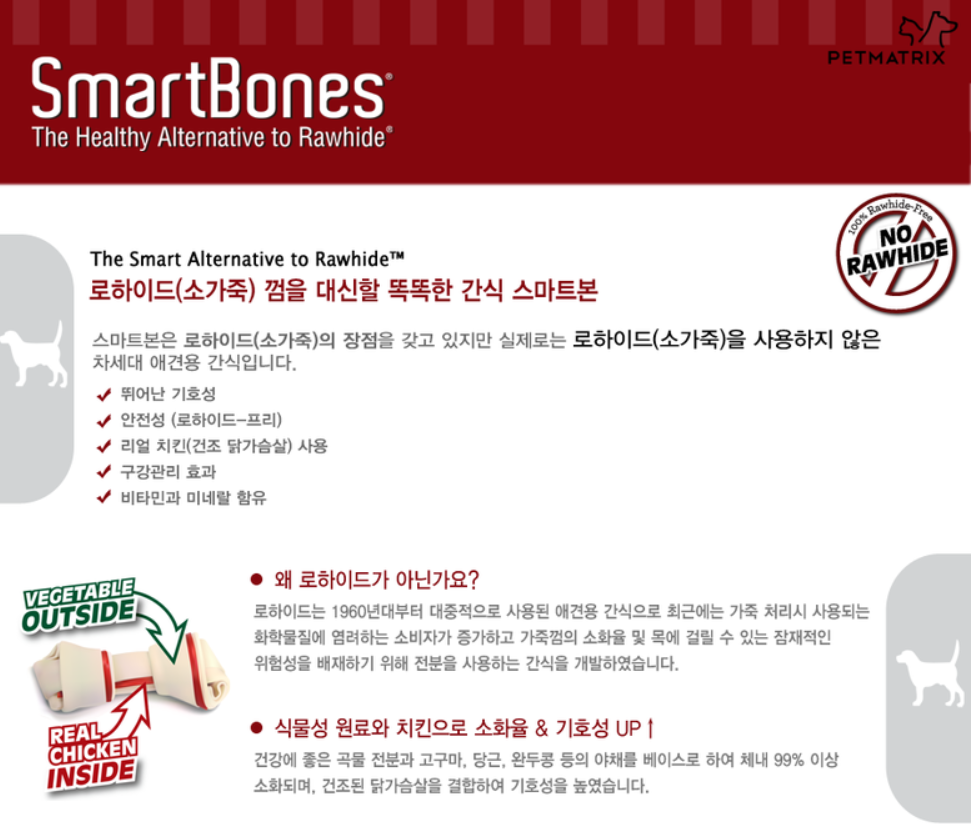 PETMATRIX
SmartBones®
The Healthy Alternative to Rawhide®
100% Rawhide-Free
NO
RAWHIDE
The Smart Alternative to Rawhide™
로하이드(소가죽) 껌을 대신할 똑똑한 간식 스마트본
스마트본은 로하이드(소가죽)의 장점을 갖고 있지만 실제로는 로하이드(소가죽)을 사용하지 않은
차세대 애견용 간식입니다.
뛰어난 기호성
안전성 (로하이드-프리)
리얼 치킨(건조 닭가슴살) 사용
구강관리 효과
비타민과 미네랄 함유
VEGETABLE
OUTSIDE
REAL
CHICKEN
INSIDE
● 왜 로하이드가 아닌가요?
로하이드는 1960년대부터 대중적으로 사용된 애견용 간식으로 최근에는 가죽 처리시 사용되는
화학물질에 염려하는 소비자가 증가하고 가죽껌의 소화율 및 목에 걸릴 수 있는 잠재적인
위험성을 배재하기 위해 전분을 사용하는 간식을 개발하였습니다.
● 식물성 원료와 치킨으로 소화율 & 기호성 UP↑
건강에 좋은 곡물 전분과 고구마, 당근, 완두콩 등의 야채를 베이스로 하여 체내 99% 이상
소화되며, 건조된 닭가슴살을 결합하여 기호성을 높였습니다.